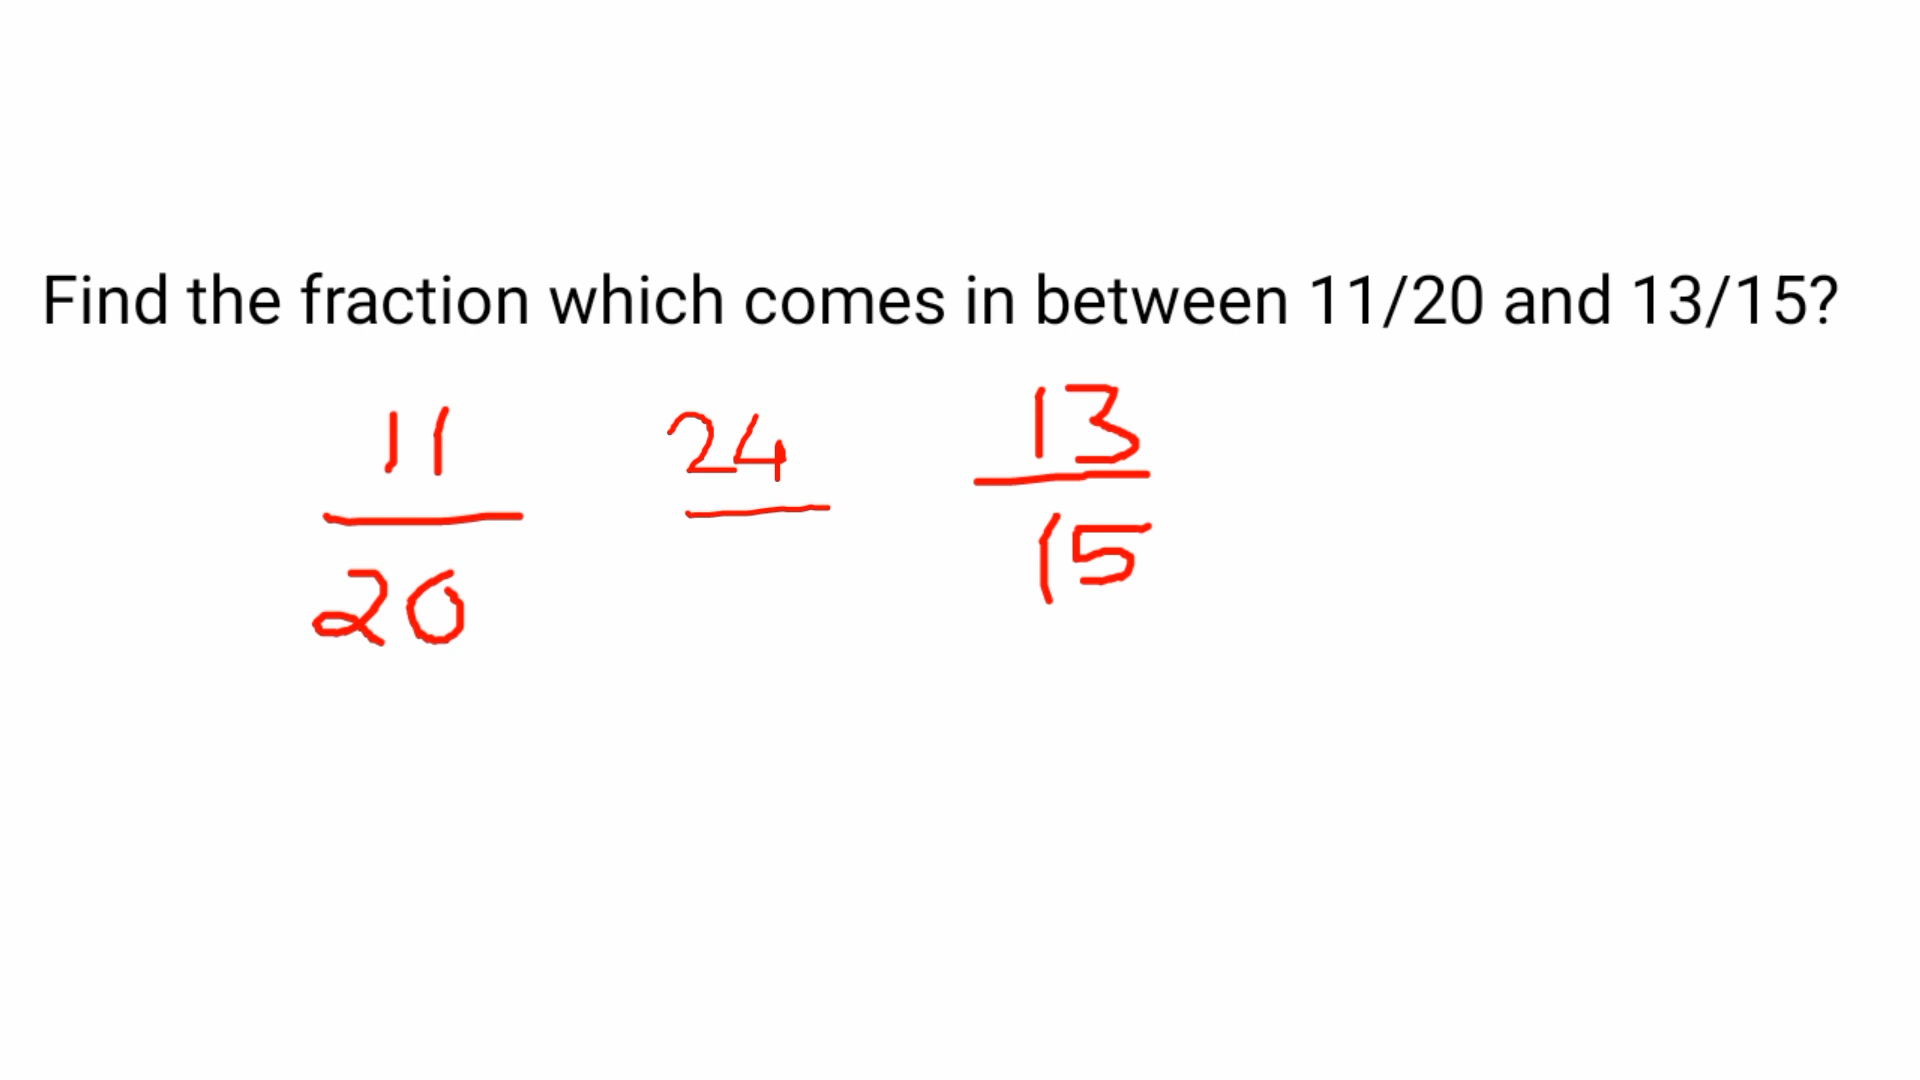 Find the fraction which comes in between 11/20 and 13/15?
11 24 13
20 15